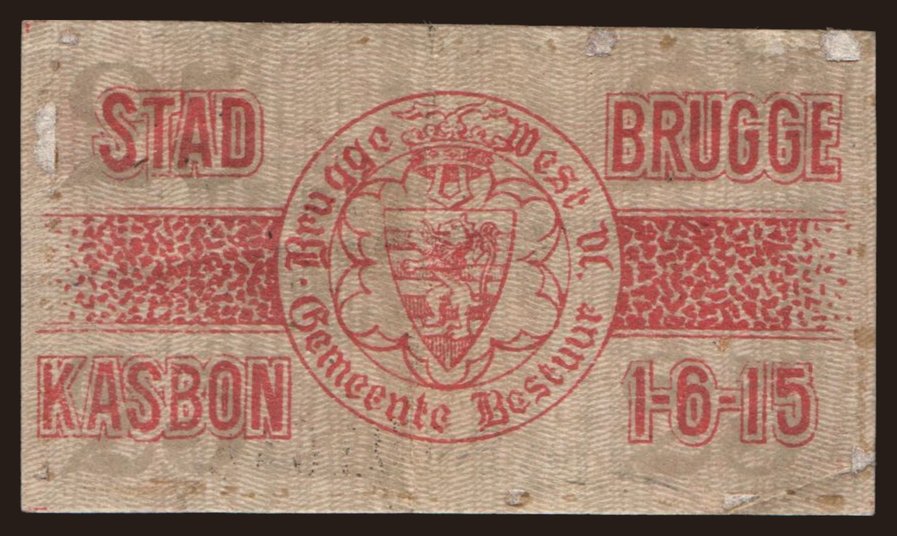 STAD BRUGGE
Brugge West Vl.
Gemeente Bestuur
KASBON 1-6-15